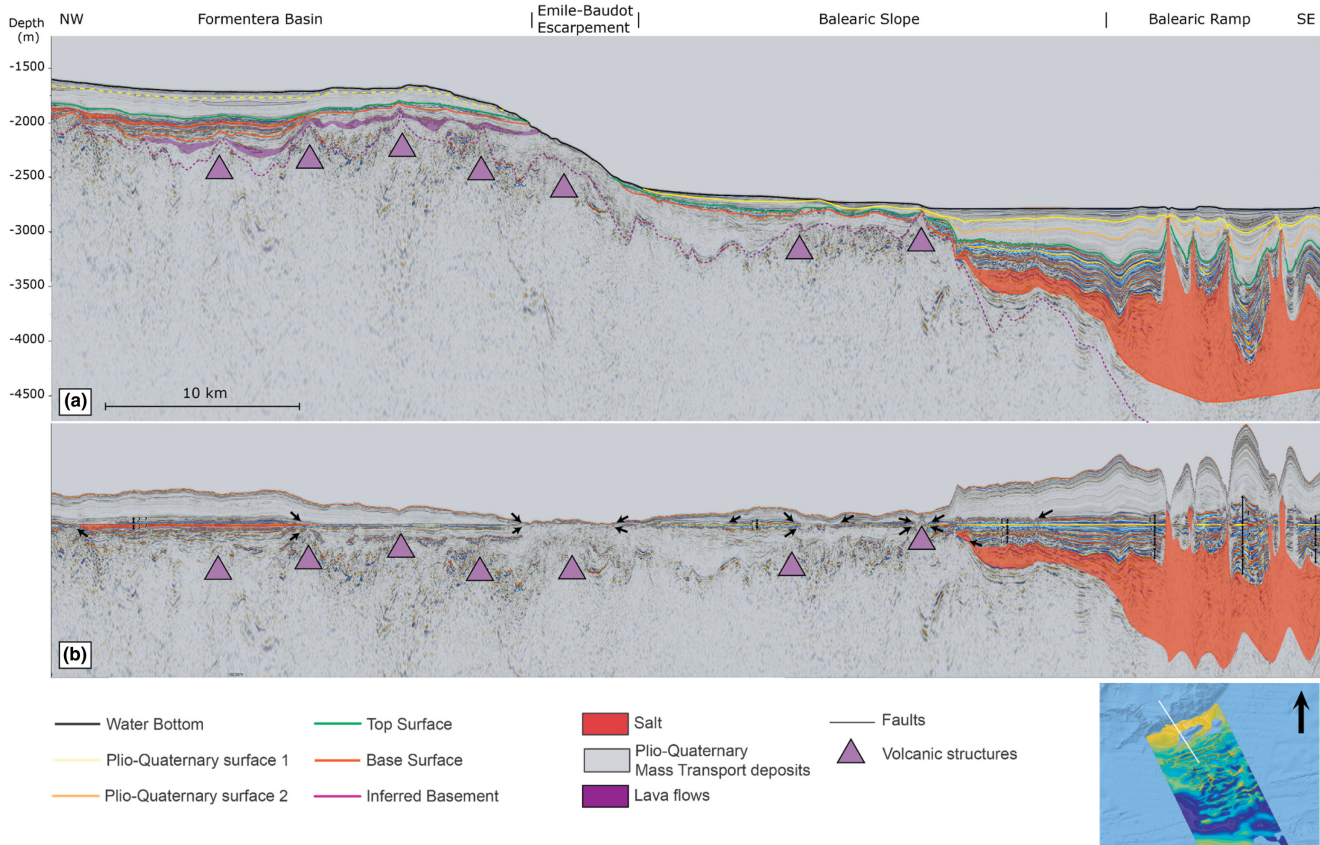 Depth
(m)
NW
Formentera Basin
Emile-Baudot
Escarpement
Balearic Slope
Balearic Ramp
SE
-1500
-2000
-2500
-3000
-3500
-4000
-4500
10 km
(a)
(b)
Water Bottom
Plio-Quaternary surface 1
Plio-Quaternary surface 2
Top Surface
Base Surface
Inferred Basement
Salt
Plio-Quaternary
Mass Transport deposits
Lava flows
Faults
Volcanic structures